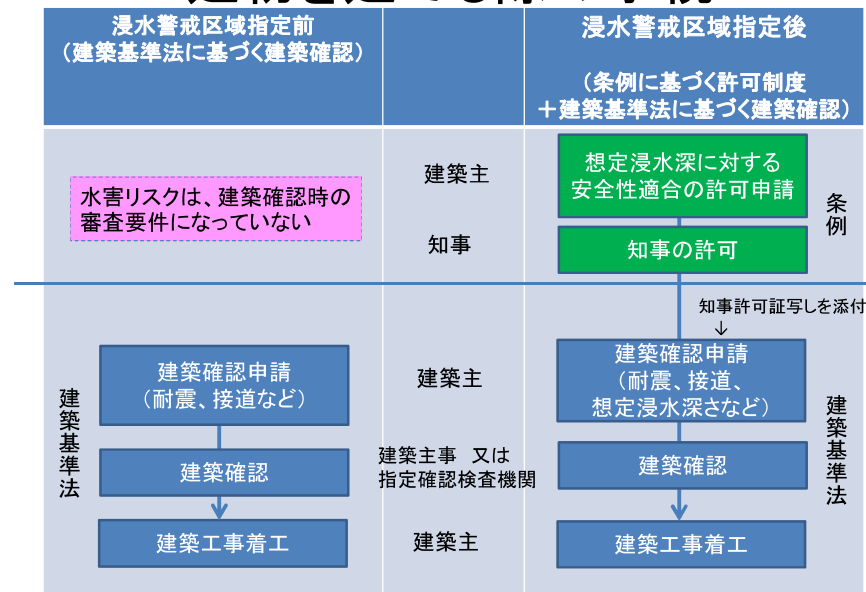 浸水警戒区域指定前
（建築基準法に基づく建築確認）
浸水警戒区域指定後
（条例に基づく許可制度
＋建築基準法に基づく建築確認）
水害リスクは、建築確認時の
審査要件になっていない
建築主
想定浸水深に対する
安全性適合の許可申請
条例
知事
知事の許可
知事許可証写しを添付
↓
建築基準法
建築確認申請
（耐震、接道など）
建築主
建築確認申請
（耐震、接道、
想定浸水深さなど）
建築基準法
建築確認
建築主事　又は
指定確認検査機関
建築確認
建築工事着工
建築主
建築工事着工